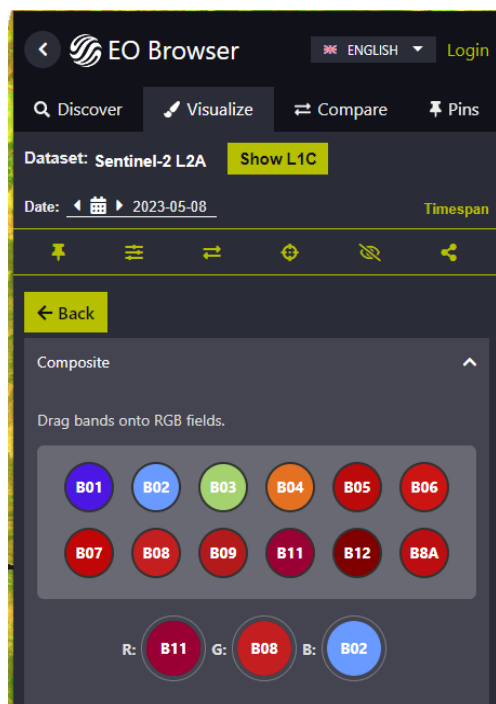 EO Browser ENGLISH Login
Discover Visualize Compare Pins
Dataset: Sentinel-2 L2A Show L1C
Date: 2023-05-08 Timespan
Back
Composite
Drag bands onto RGB fields.
B01 B02 B03 B04 B05 B06
B07 B08 B09 B11 B12 B8A
R: B11 G: B08 B: B02